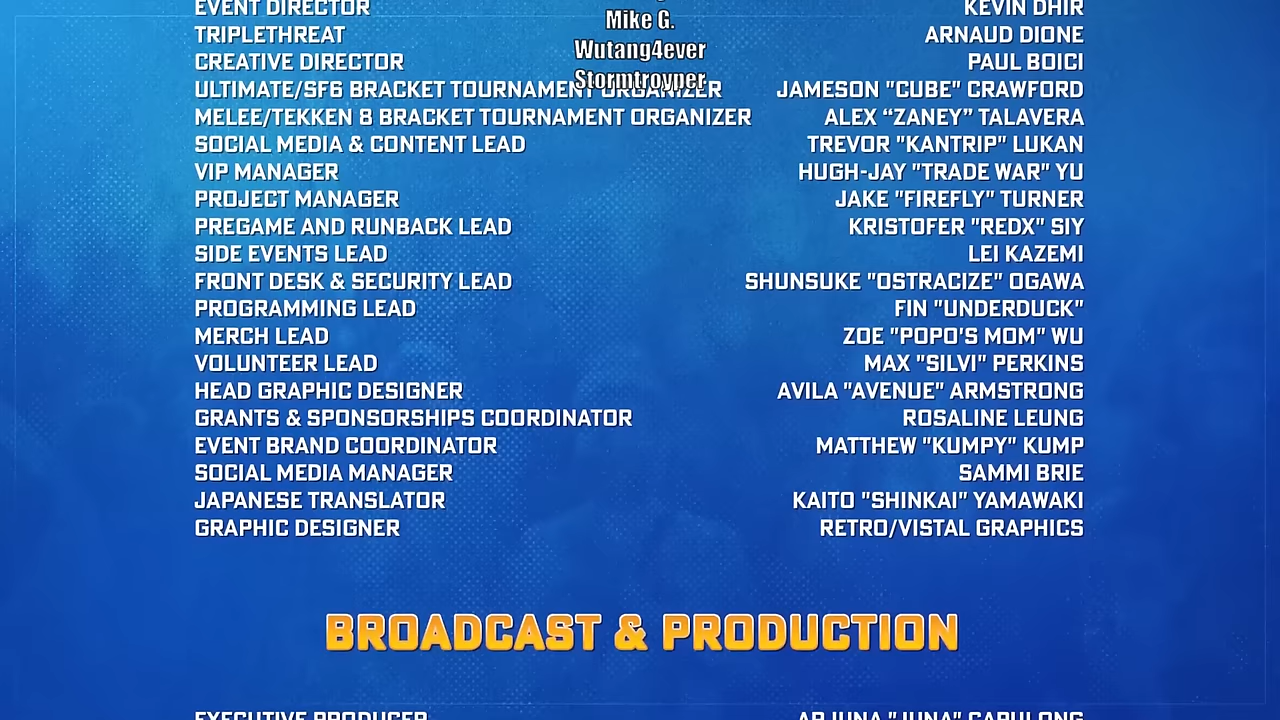 EVENT DIRECTOR KEVIN DHIR
Mike G.
TRIPLETHREAT ARNAUD DIONE
Wutang4ever
CREATIVE DIRECTOR PAUL BOICI
Stormtroyper
ULTIMATE/SF6 BRACKET TOURNAMENT ORGANIZER JAMESON "CUBE" CRAWFORD
MELEE/TEKKEN 8 BRACKET TOURNAMENT ORGANIZER ALEX “ZANEY” TALAVERA
SOCIAL MEDIA & CONTENT LEAD TREVOR "KANTRIP" LUKAN
VIP MANAGER HUGH-JAY "TRADE WAR" YU
PROJECT MANAGER JAKE "FIREFLY" TURNER
PREGAME AND RUNBACK LEAD KRISTOFER "REDX" SIY
SIDE EVENTS LEAD LEI KAZEMI
FRONT DESK & SECURITY LEAD SHUNSUKE "OSTRACIZE" OGAWA
PROGRAMMING LEAD FIN "UNDERDUCK"
MERCH LEAD ZOE "POPO'S MOM" WU
VOLUNTEER LEAD MAX "SILVI" PERKINS
HEAD GRAPHIC DESIGNER AVILA "AVENUE" ARMSTRONG
GRANTS & SPONSORSHIPS COORDINATOR ROSALINE LEUNG
EVENT BRAND COORDINATOR MATTHEW "KUMPY" KUMP
SOCIAL MEDIA MANAGER SAMMI BRIE
JAPANESE TRANSLATOR KAITO "SHINKAI" YAMAWAKI
GRAPHIC DESIGNER RETRO/VISTAL GRAPHICS
BROADCAST & PRODUCTION
EXECUTIVE PRODUCER ARJUNA "JUNA" CAPULONG